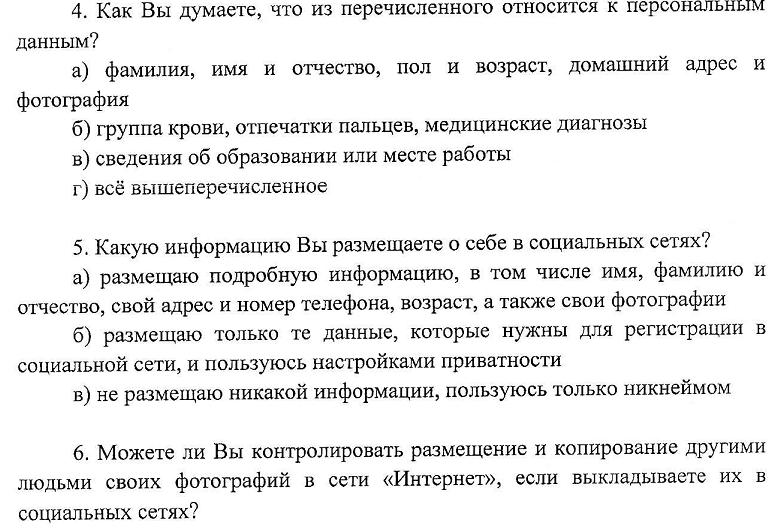 4. Как Вы думаете, что из перечисленного относится к персональным
данным?
а) фамилия, имя и отчество, пол и возраст, домашний адрес и
фотография
б) группа крови, отпечатки пальцев, медицинские диагнозы
в) сведения об образовании или месте работы
г) всё вышеперечисленное
5. Какую информацию Вы размещаете о себе в социальных сетях?
а) размещаю подробную информацию, в том числе имя, фамилию и
отчество, свой адрес и номер телефона, возраст, а также свои фотографии
б) размещаю только те данные, которые нужны для регистрации в
социальной сети, и пользуюсь настройками приватности
в) не размещаю никакой информации, пользуюсь только никнеймом
6. Можете ли Вы контролировать размещение и копирование другими
людьми своих фотографий в сети «Интернет», если выкладываете их в
социальных сетях?